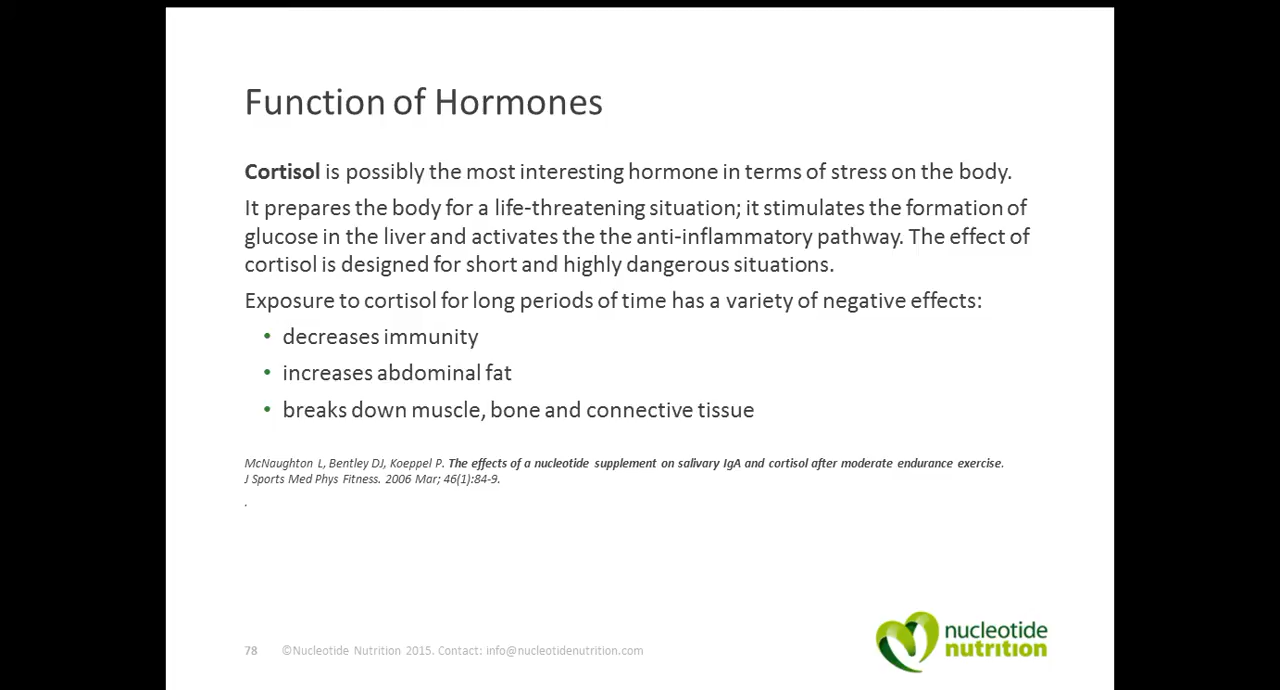 Function of Hormones
Cortisol is possibly the most interesting hormone in terms of stress on the body.
It prepares the body for a life-threatening situation; it stimulates the formation of
glucose in the liver and activates the the anti-inflammatory pathway. The effect of
cortisol is designed for short and highly dangerous situations.
Exposure to cortisol for long periods of time has a variety of negative effects:
• decreases immunity
• increases abdominal fat
• breaks down muscle, bone and connective tissue
McNaughton L, Bentley DJ, Koeppel P. The effects of a nucleotide supplement on salivary IgA and cortisol after moderate endurance exercise.
J Sports Med Phys Fitness. 2006 Mar; 46(1):84-9.
.
78 ©Nucleotide Nutrition 2015. Contact: info@nucleotidenutrition.com
nucleotide
nutrition